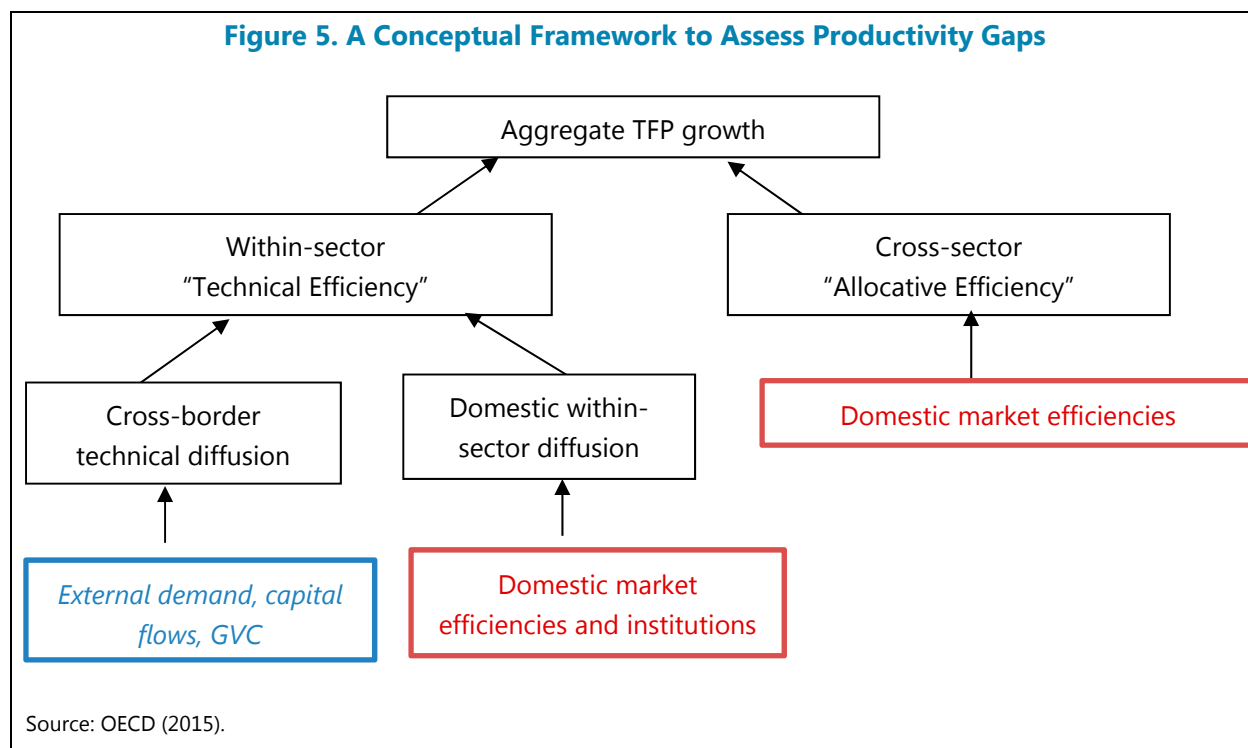 Figure 5. A Conceptual Framework to Assess Productivity Gaps
Aggregate TFP growth
Within-sector
“Technical Efficiency”
Cross-sector
“Allocative Efficiency”
Cross-border
technical diffusion
Domestic within-
sector diffusion
Domestic market efficiencies
External demand, capital
flows, GVC
Domestic market
efficiencies and institutions
Source: OECD (2015).